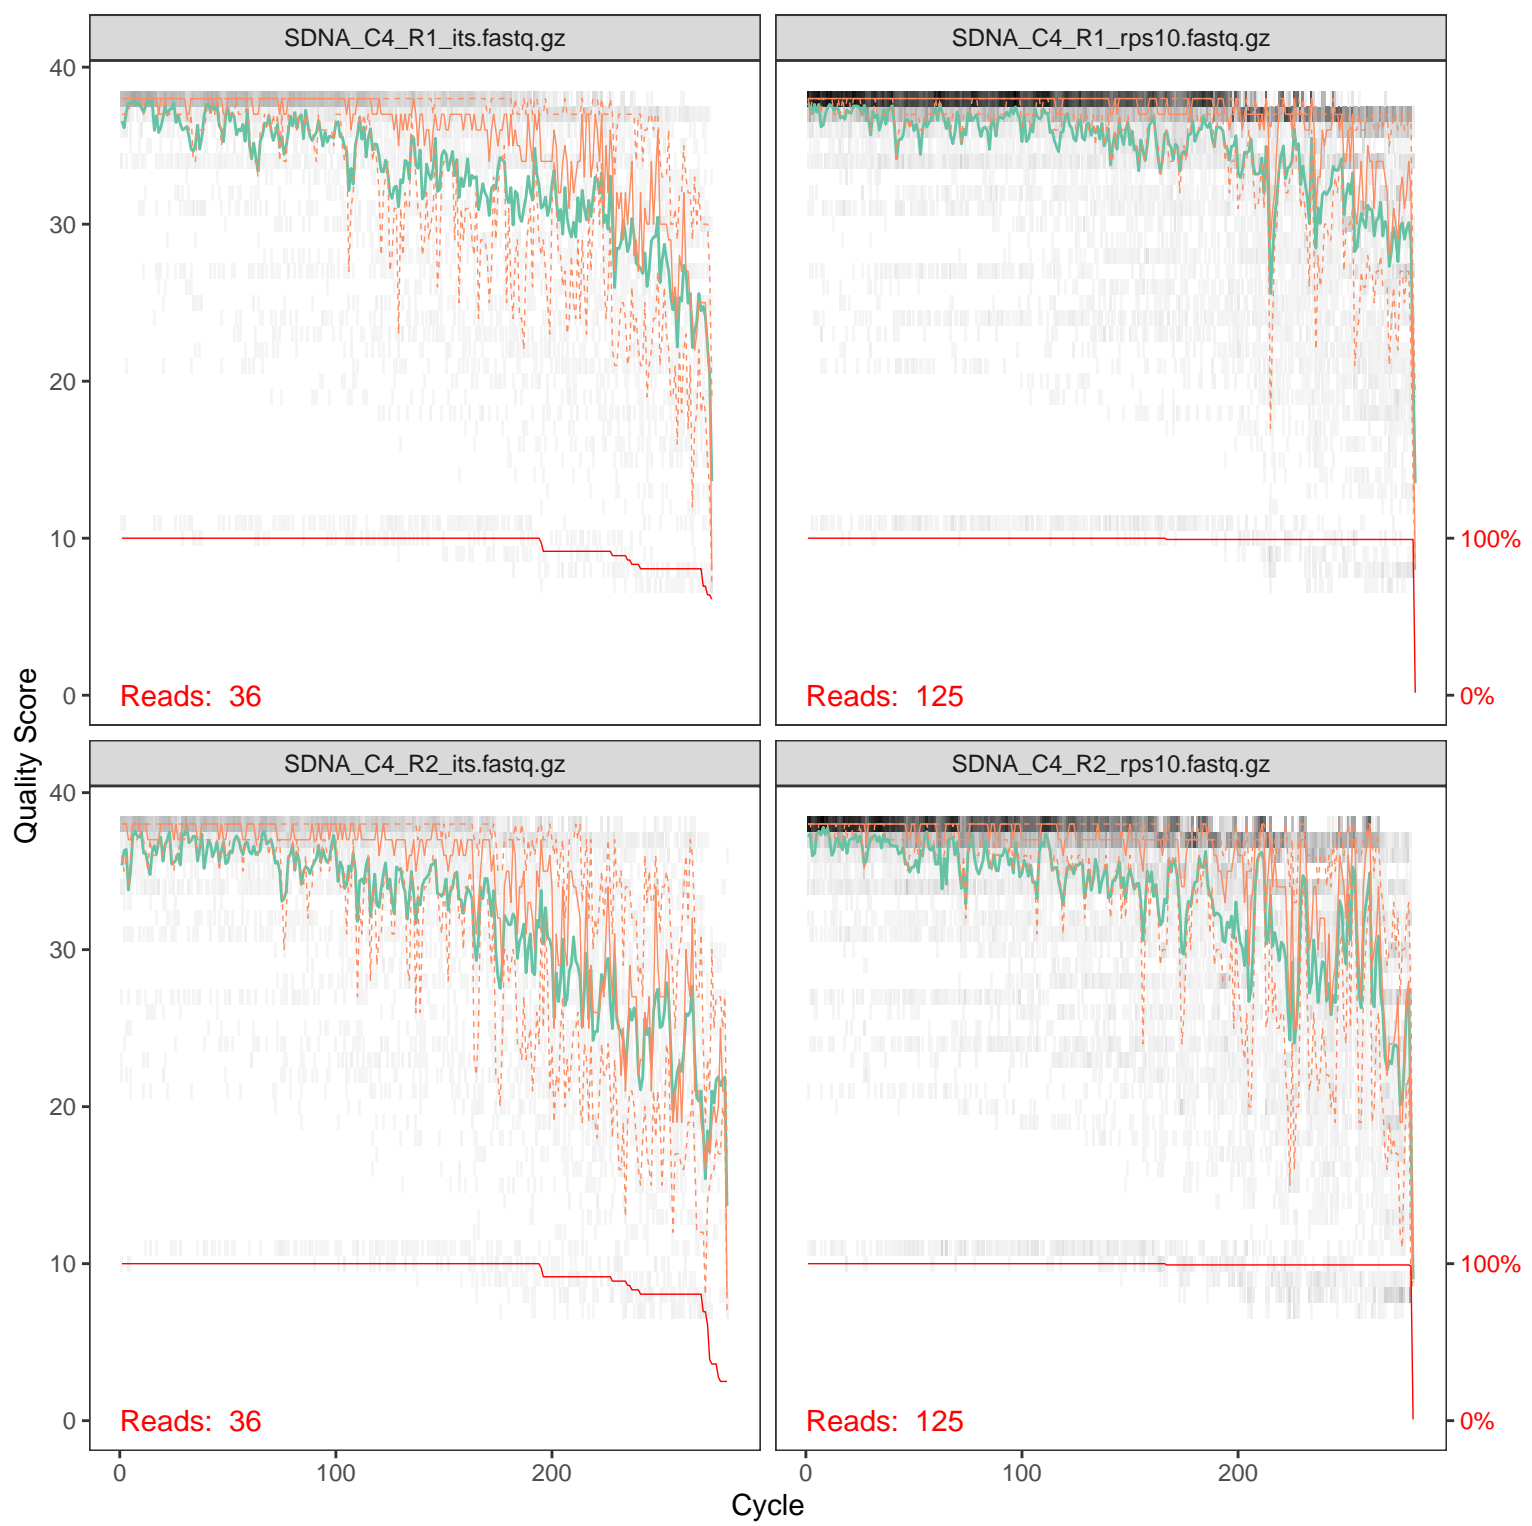 SDNA_C4_R1_its.fastq.gz
SDNA_C4_R1_rps10.fastq.gz
40
30
20
10
0
100%
0%
Reads: 36
Reads: 125
Quality Score
SDNA_C4_R2_its.fastq.gz
SDNA_C4_R2_rps10.fastq.gz
40
30
20
10
0
100%
0%
Reads: 36
Reads: 125
0
100
200
0
100
200
Cycle